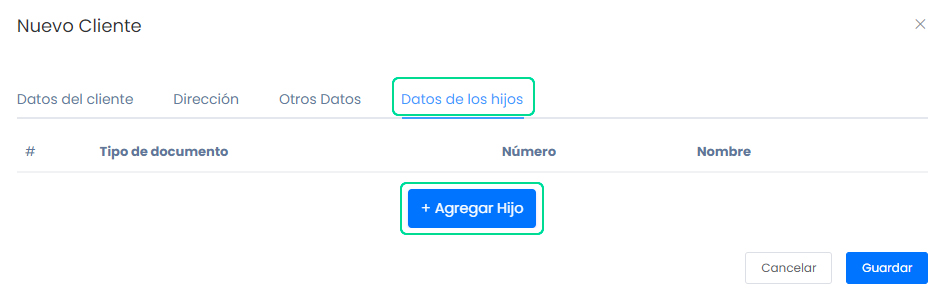 Nuevo Cliente
Datos del cliente Dirección Otros Datos Datos de los hijos
# Tipo de documento Número Nombre
+ Agregar Hijo
Cancelar Guardar